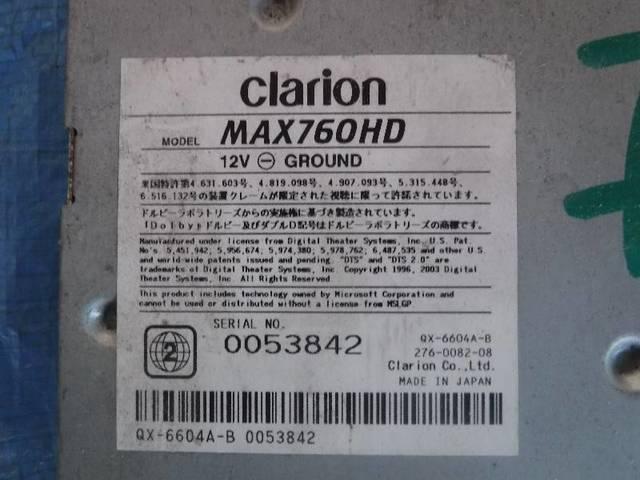 clarion
MODEL MAX760HD
12V ⊖ GROUND
米国特許第4.631.603号、4.819.098号、4.907.093号、5.315.448号、
6.516.132号の装置クレームが限定された視聴に限って許諾されています。
ドルビーラボラトリーズからの実施権に基づき製造されています。
「Dolby」ドルビー及びダブルD記号はドルビーラボラトリーズの商標です。
Manufactured under license from Digital Theater Systems, Inc. U.S. Pat.
No's. 5,451,942; 5,956,674; 5,974,380; 5,978,762; 6,487,535 and other U.S.
and world-wide patents issued and pending. "DTS" and "DTS 2.0" are
trademarks of Digital Theater Systems, Inc. Copyright 1996, 2003 Digital
Theater Systems, Inc. All Rights Reserved.
This product includes technology owned by Microsoft Corporation and
cannot be used or distributed without a license from MSLGP.
2
SERIAL NO.
0053842
QX-6604A-B
276-0082-08
Clarion Co.,Ltd.
MADE IN JAPAN
QX-6604A-B 0053842